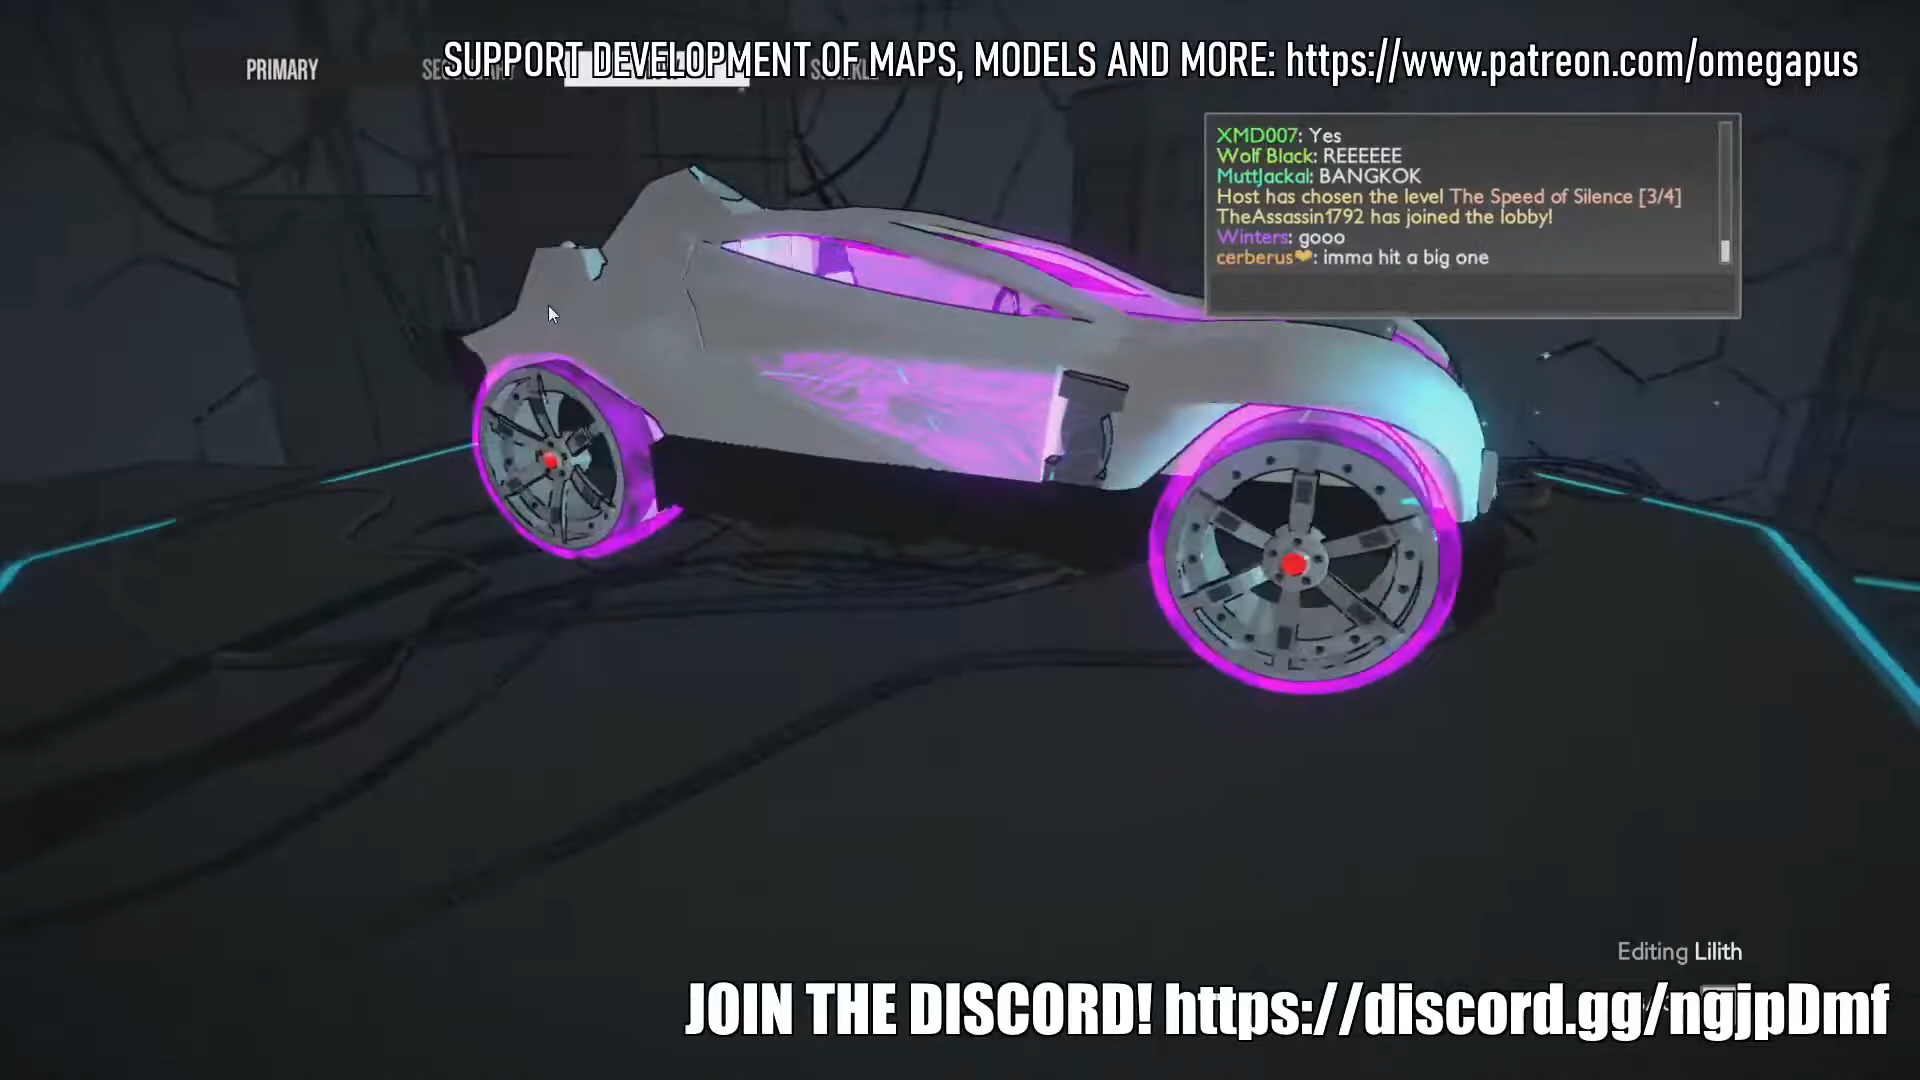 SUPPORT DEVELOPMENT OF MAPS, MODELS AND MORE: https://www.patreon.com/omegapus
PRIMARY
XMD007: Yes
Wolf Black: REEEEEE
MuttJackal: BANGKOK
Host has chosen the level The Speed of Silence [3/4]
TheAssassin1792 has joined the lobby!
Winters: gooo
cerberus❤: imma hit a big one
Editing Lilith
JOIN THE DISCORD! https://discord.gg/ngjpDmf